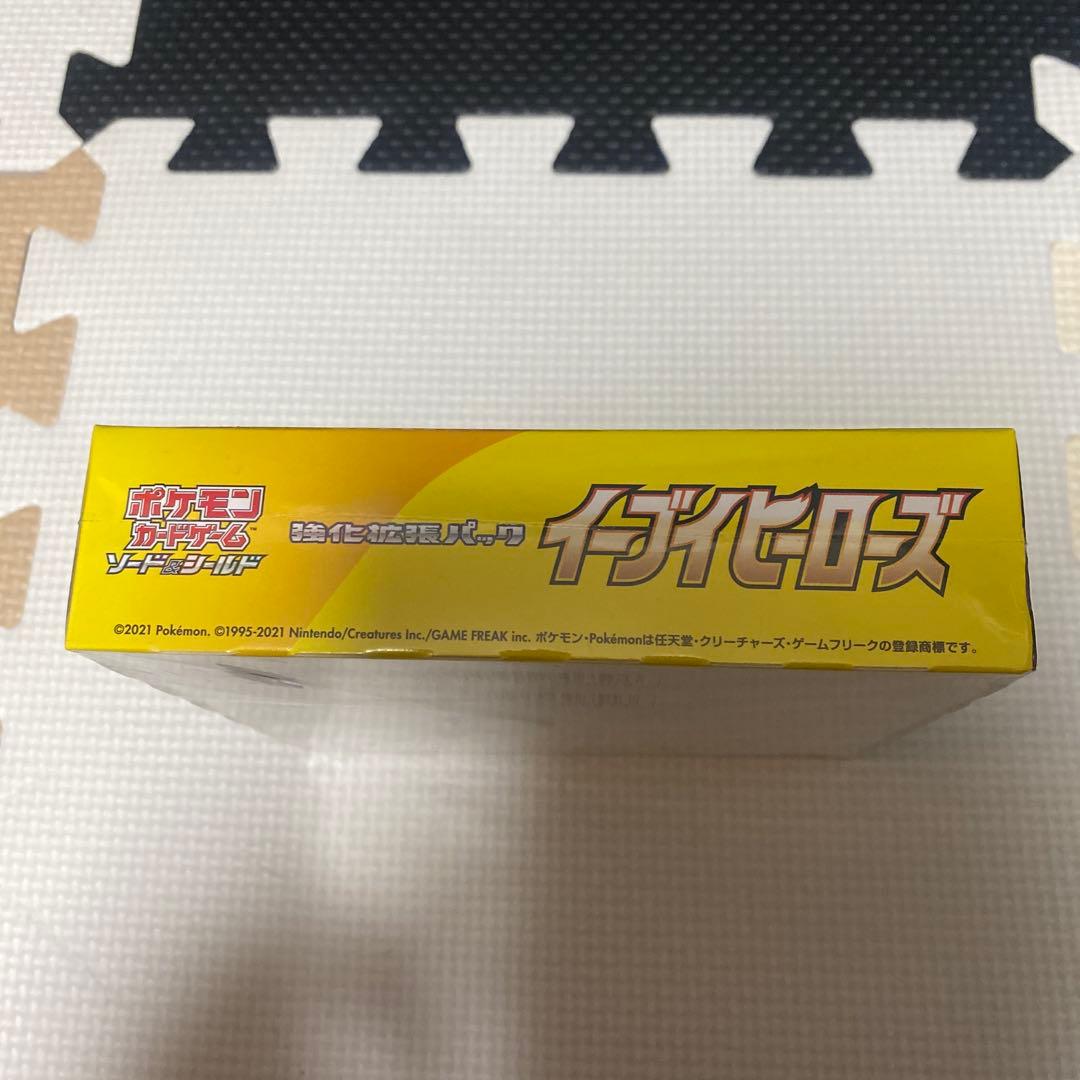 ポケモン
カードゲーム™
ソード&シールド
強化拡張パック
イーブイヒーローズ
©2021 Pokémon. ©1995-2021 Nintendo/Creatures Inc./GAME FREAK inc. ポケモン・Pokémonは任天堂・クリーチャーズ・ゲームフリークの登録商標です。